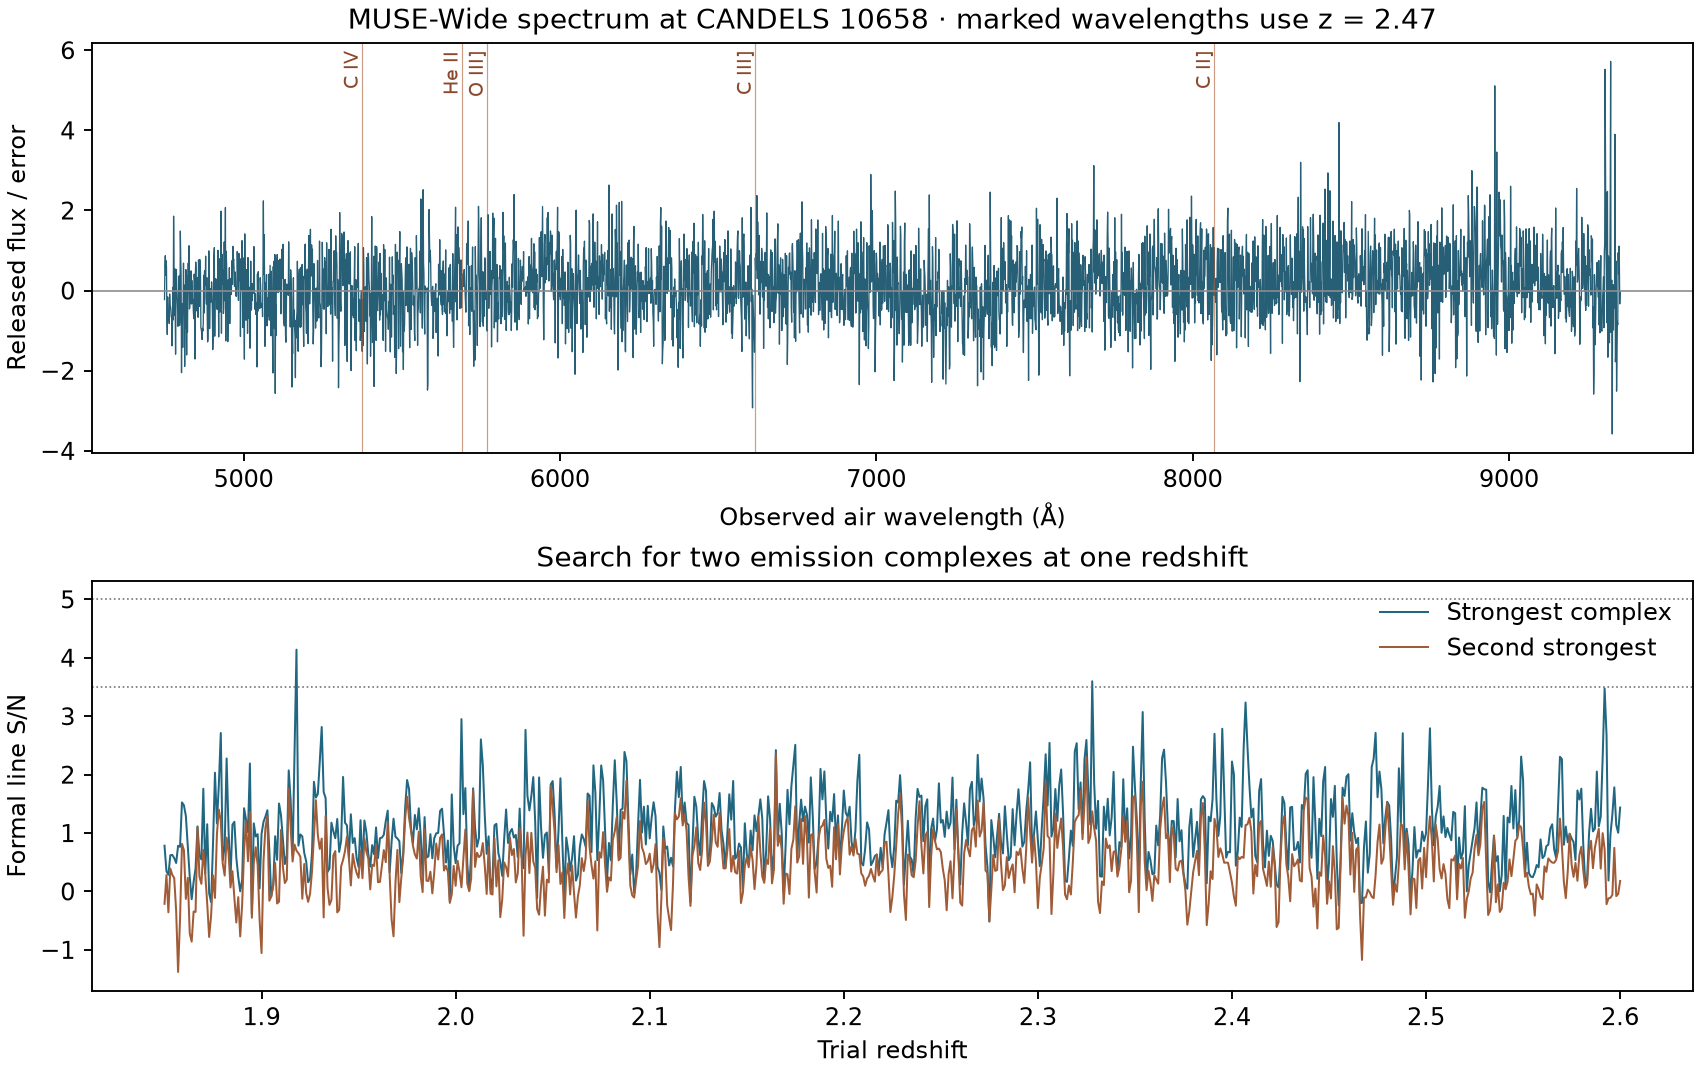 MUSE-Wide spectrum at CANDELS 10658 · marked wavelengths use z = 2.47
Released flux / error
6
4
2
0
−2
−4
C IV
He II
O III]
C III]
C II]
5000
6000
7000
8000
9000
Observed air wavelength (Å)
Search for two emission complexes at one redshift
Formal line S/N
5
4
3
2
1
0
−1
Strongest complex
Second strongest
1.9
2.0
2.1
2.2
2.3
2.4
2.5
2.6
Trial redshift